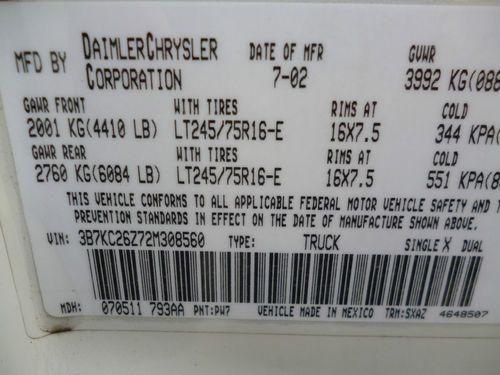 MFD BY DAIMLERCHRYSLER CORPORATION DATE OF MFR 7-02 GVWR 3992 KG(088
GAWR FRONT WITH TIRES RIMS AT COLD
2001 KG(4410 LB) LT245/75R16-E 16X7.5 344 KPA(
GAWR REAR WITH TIRES RIMS AT COLD
2760 KG(6084 LB) LT245/75R16-E 16X7.5 551 KPA(8
THIS VEHICLE CONFORMS TO ALL APPLICABLE FEDERAL MOTOR VEHICLE SAFETY AND T
PREVENTION STANDARDS IN EFFECT ON THE DATE OF MANUFACTURE SHOWN ABOVE.
VIN: 3B7KC26Z72M308560 TYPE: TRUCK SINGLE X DUAL
MDH: 070511 793AA PNT:PW7 VEHICLE MADE IN MEXICO TRM:SXAZ 4648507